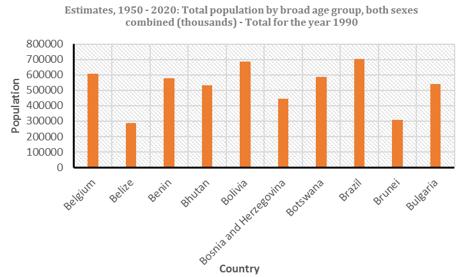 Estimates, 1950 - 2020: Total population by broad age group, both sexes
combined (thousands) - Total for the year 1990
800000
700000
600000
500000
400000
300000
200000
100000
0
Population
Belgium
Belize
Benin
Bhutan
Bolivia
Bosnia and Herzegovina
Botswana
Brazil
Brunei
Bulgaria
Country